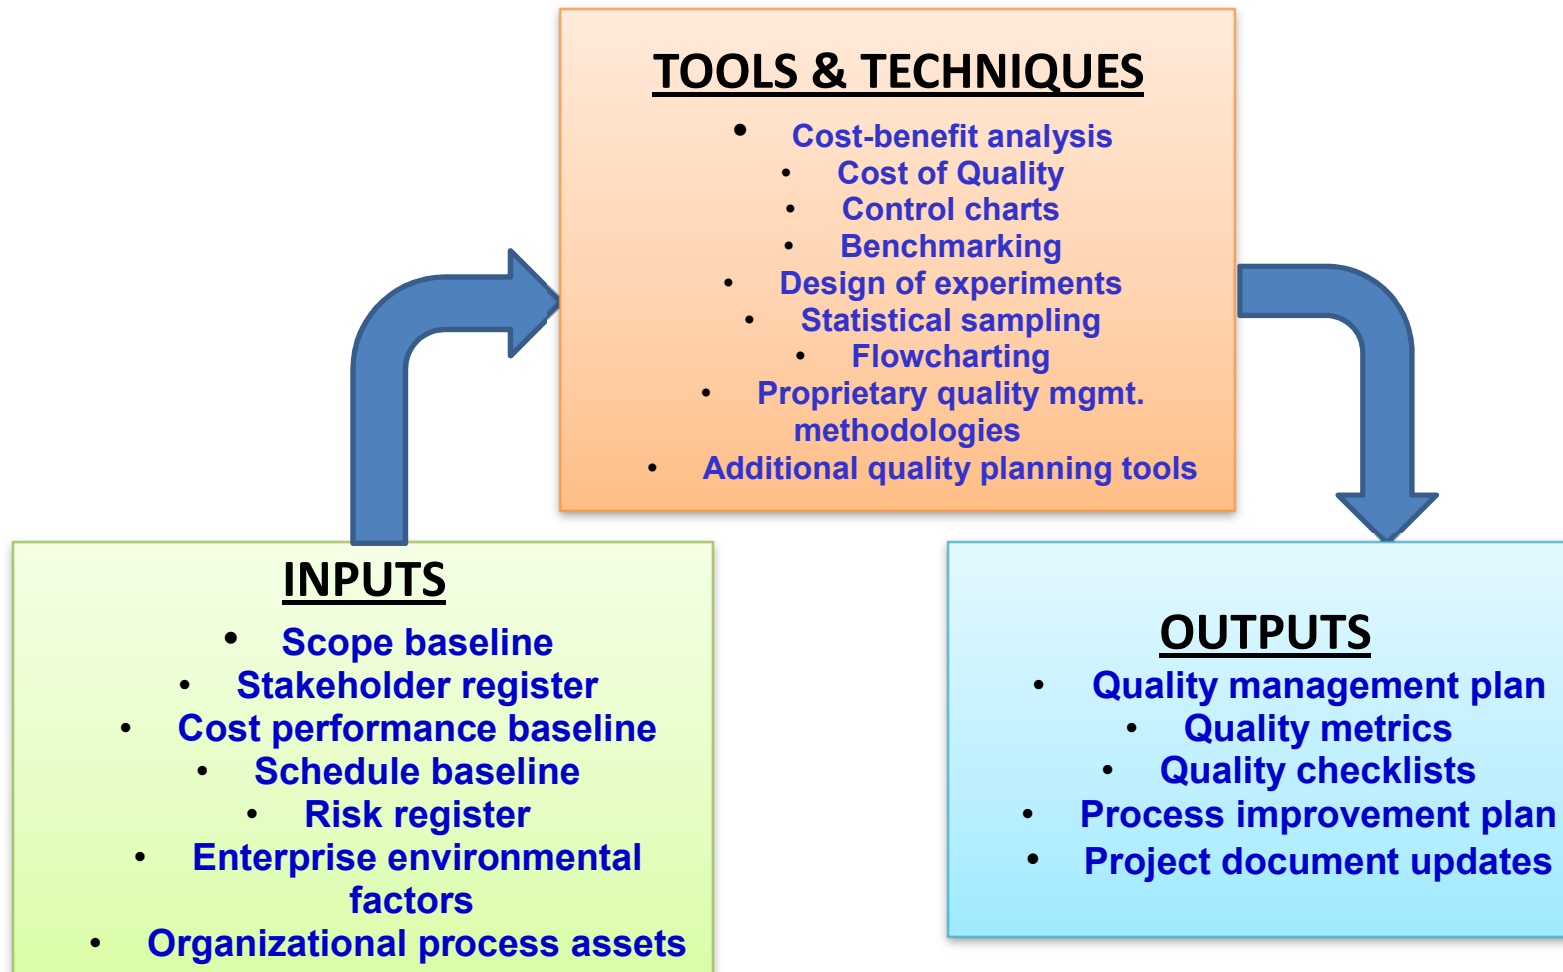 TOOLS & TECHNIQUES
• Cost-benefit analysis
• Cost of Quality
• Control charts
• Benchmarking
• Design of experiments
• Statistical sampling
• Flowcharting
• Proprietary quality mgmt.
methodologies
• Additional quality planning tools
INPUTS
• Scope baseline
• Stakeholder register
• Cost performance baseline
• Schedule baseline
• Risk register
• Enterprise environmental
factors
• Organizational process assets
OUTPUTS
• Quality management plan
• Quality metrics
• Quality checklists
• Process improvement plan
• Project document updates